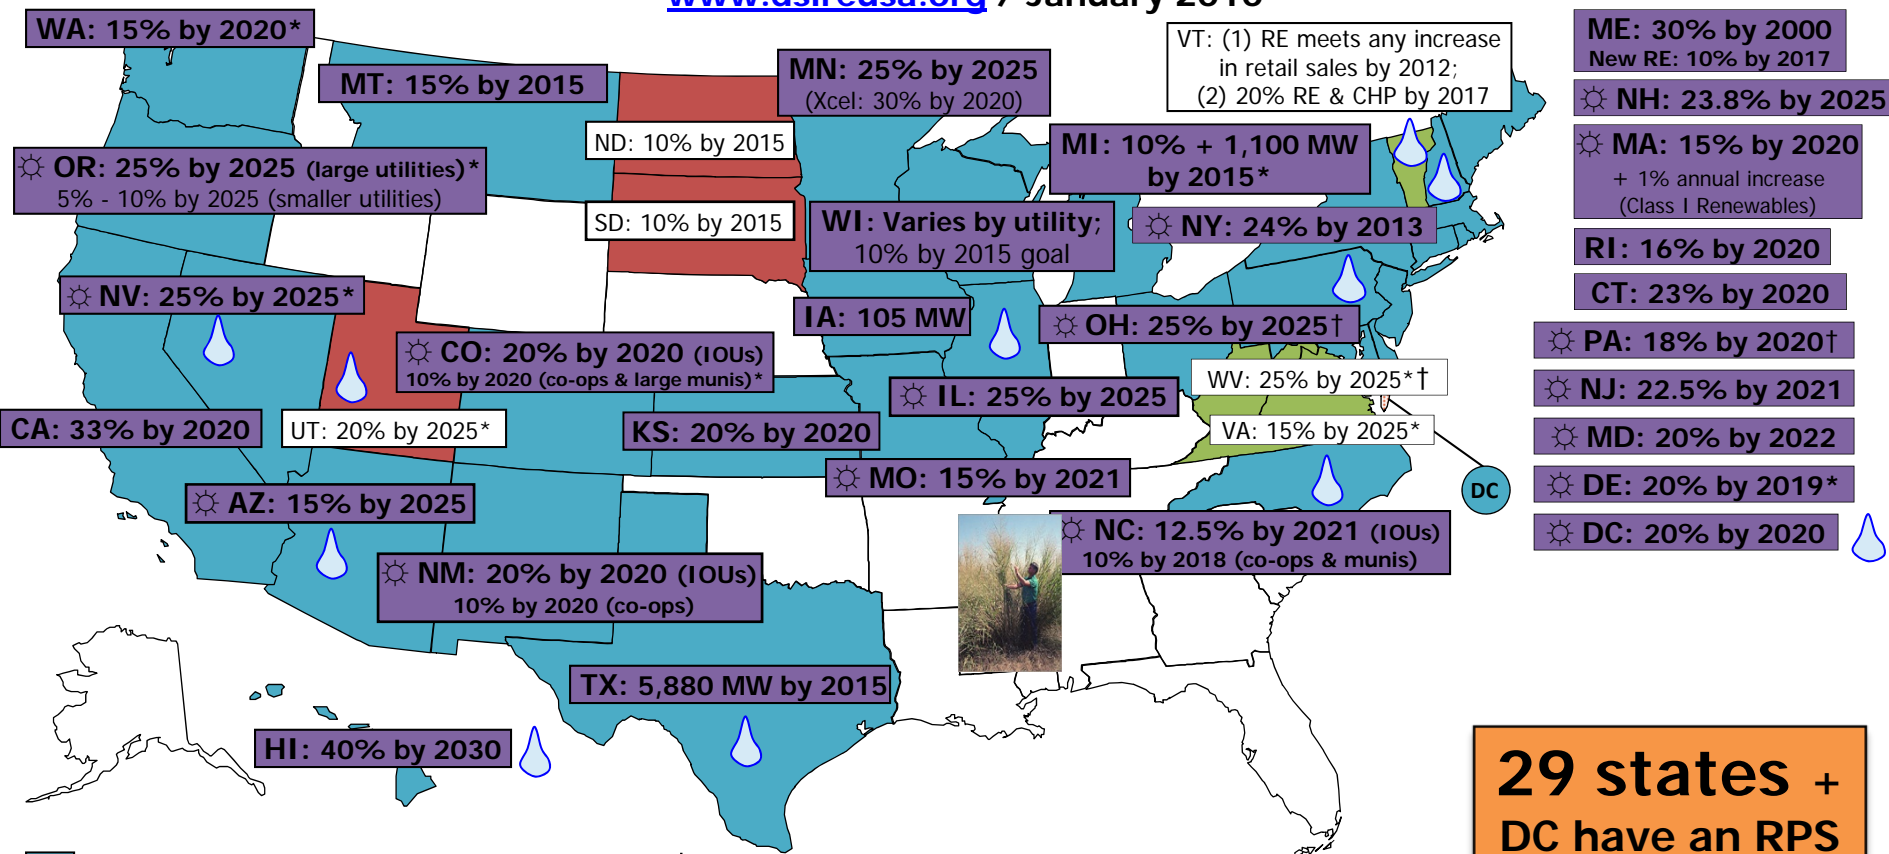 www.dsireusa.org / January 2010
WA: 15% by 2020*
MT: 15% by 2015
MN: 25% by 2025
(Xcel: 30% by 2020)
VT: (1) RE meets any increase
in retail sales by 2012;
(2) 20% RE & CHP by 2017
ME: 30% by 2000
New RE: 10% by 2017
☼ NH: 23.8% by 2025
ND: 10% by 2015
MI: 10% + 1,100 MW
by 2015*
☼ MA: 15% by 2020
+ 1% annual increase
(Class I Renewables)
☼ OR: 25% by 2025 (large utilities)*
5% - 10% by 2025 (smaller utilities)
SD: 10% by 2015
WI: Varies by utility;
10% by 2015 goal
☼ NY: 24% by 2013
RI: 16% by 2020
CT: 23% by 2020
☼ NV: 25% by 2025*
IA: 105 MW
☼ OH: 25% by 2025†
☼ PA: 18% by 2020†
☼ CO: 20% by 2020 (IOUs)
10% by 2020 (co-ops & large munis)*
WV: 25% by 2025*†
☼ NJ: 22.5% by 2021
☼ IL: 25% by 2025
CA: 33% by 2020
UT: 20% by 2025*
KS: 20% by 2020
VA: 15% by 2025*
☼ MD: 20% by 2022
☼ MO: 15% by 2021
DC
☼ DE: 20% by 2019*
☼ AZ: 15% by 2025
☼ NC: 12.5% by 2021 (IOUs)
10% by 2018 (co-ops & munis)
☼ DC: 20% by 2020
☼ NM: 20% by 2020 (IOUs)
10% by 2020 (co-ops)
TX: 5,880 MW by 2015
HI: 40% by 2030
29 states +
DC have an RPS